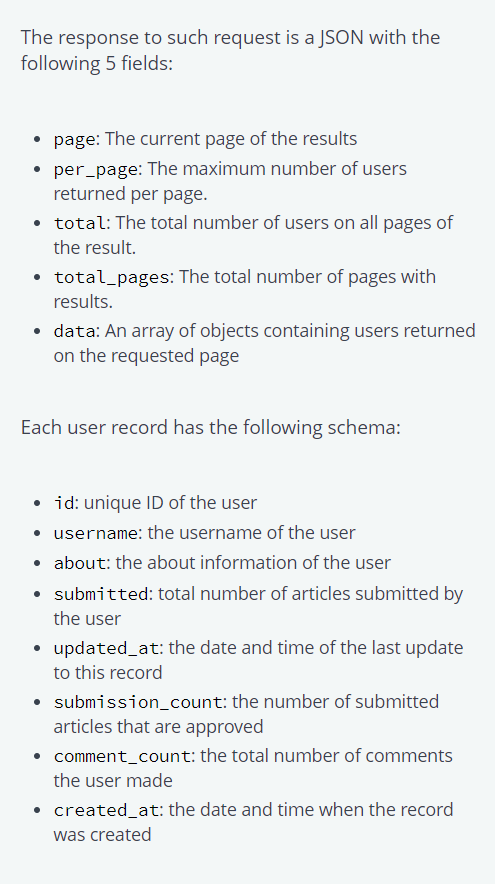 The response to such request is a JSON with the
following 5 fields:
• page: The current page of the results
• per_page: The maximum number of users
returned per page.
• total: The total number of users on all pages of
the result.
• total_pages: The total number of pages with
results.
• data: An array of objects containing users returned
on the requested page
Each user record has the following schema:
• id: unique ID of the user
• username: the username of the user
• about: the about information of the user
• submitted: total number of articles submitted by
the user
• updated_at: the date and time of the last update
to this record
• submission_count: the number of submitted
articles that are approved
• comment_count: the total number of comments
the user made
• created_at: the date and time when the record
was created